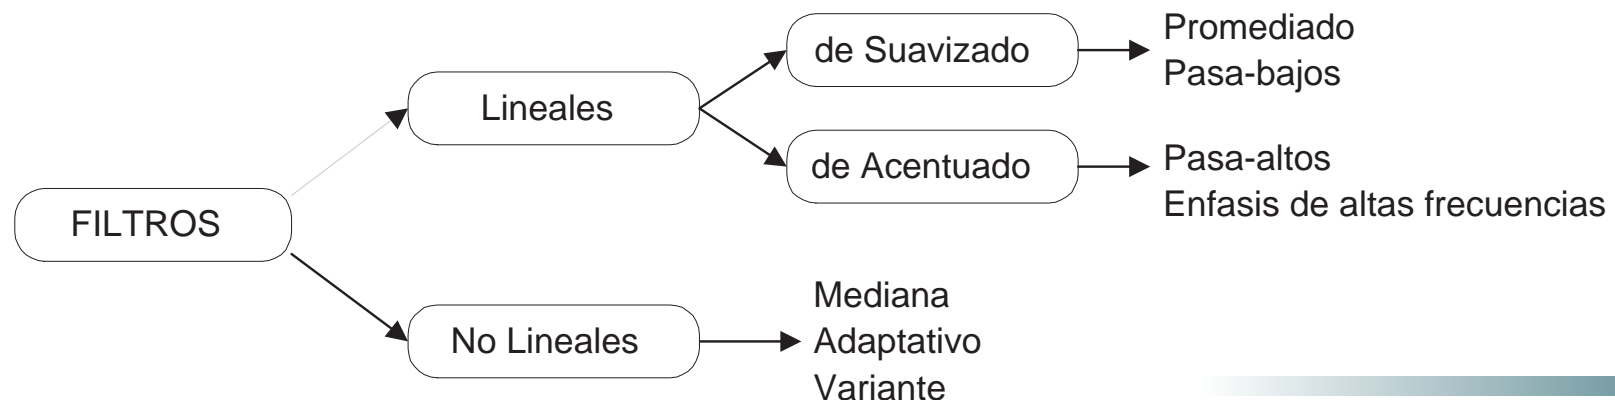 FILTROS
Lineales
de Suavizado
Promediado
Pasa-bajos
de Acentuado
Pasa-altos
Enfasis de altas frecuencias
No Lineales
Mediana
Adaptativo
Variante